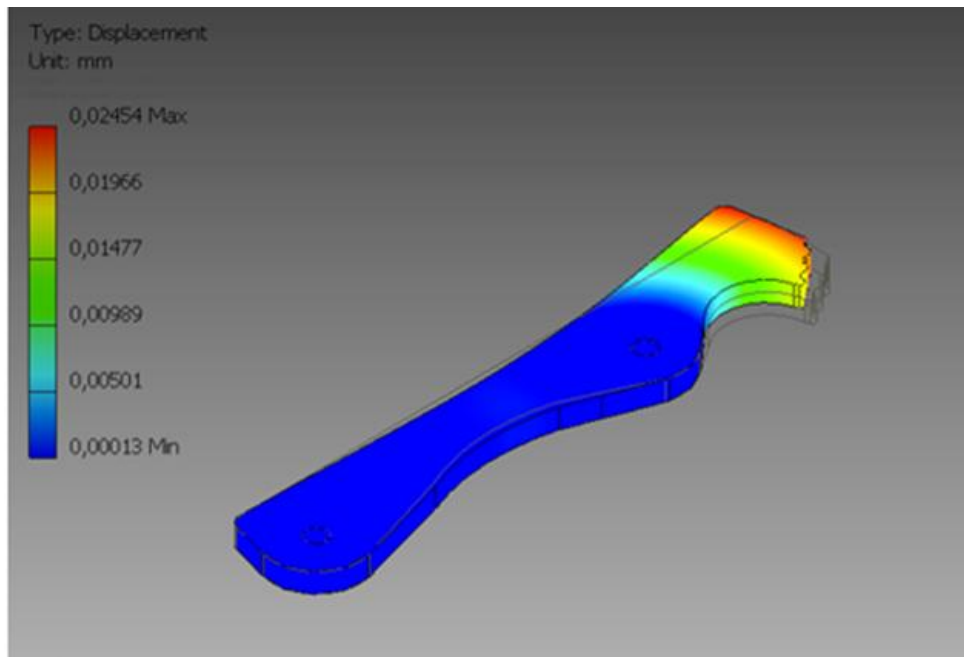 Type: Displacement
Unit: mm
0,02454 Max
0,01966
0,01477
0,00989
0,00501
0,00013 Min